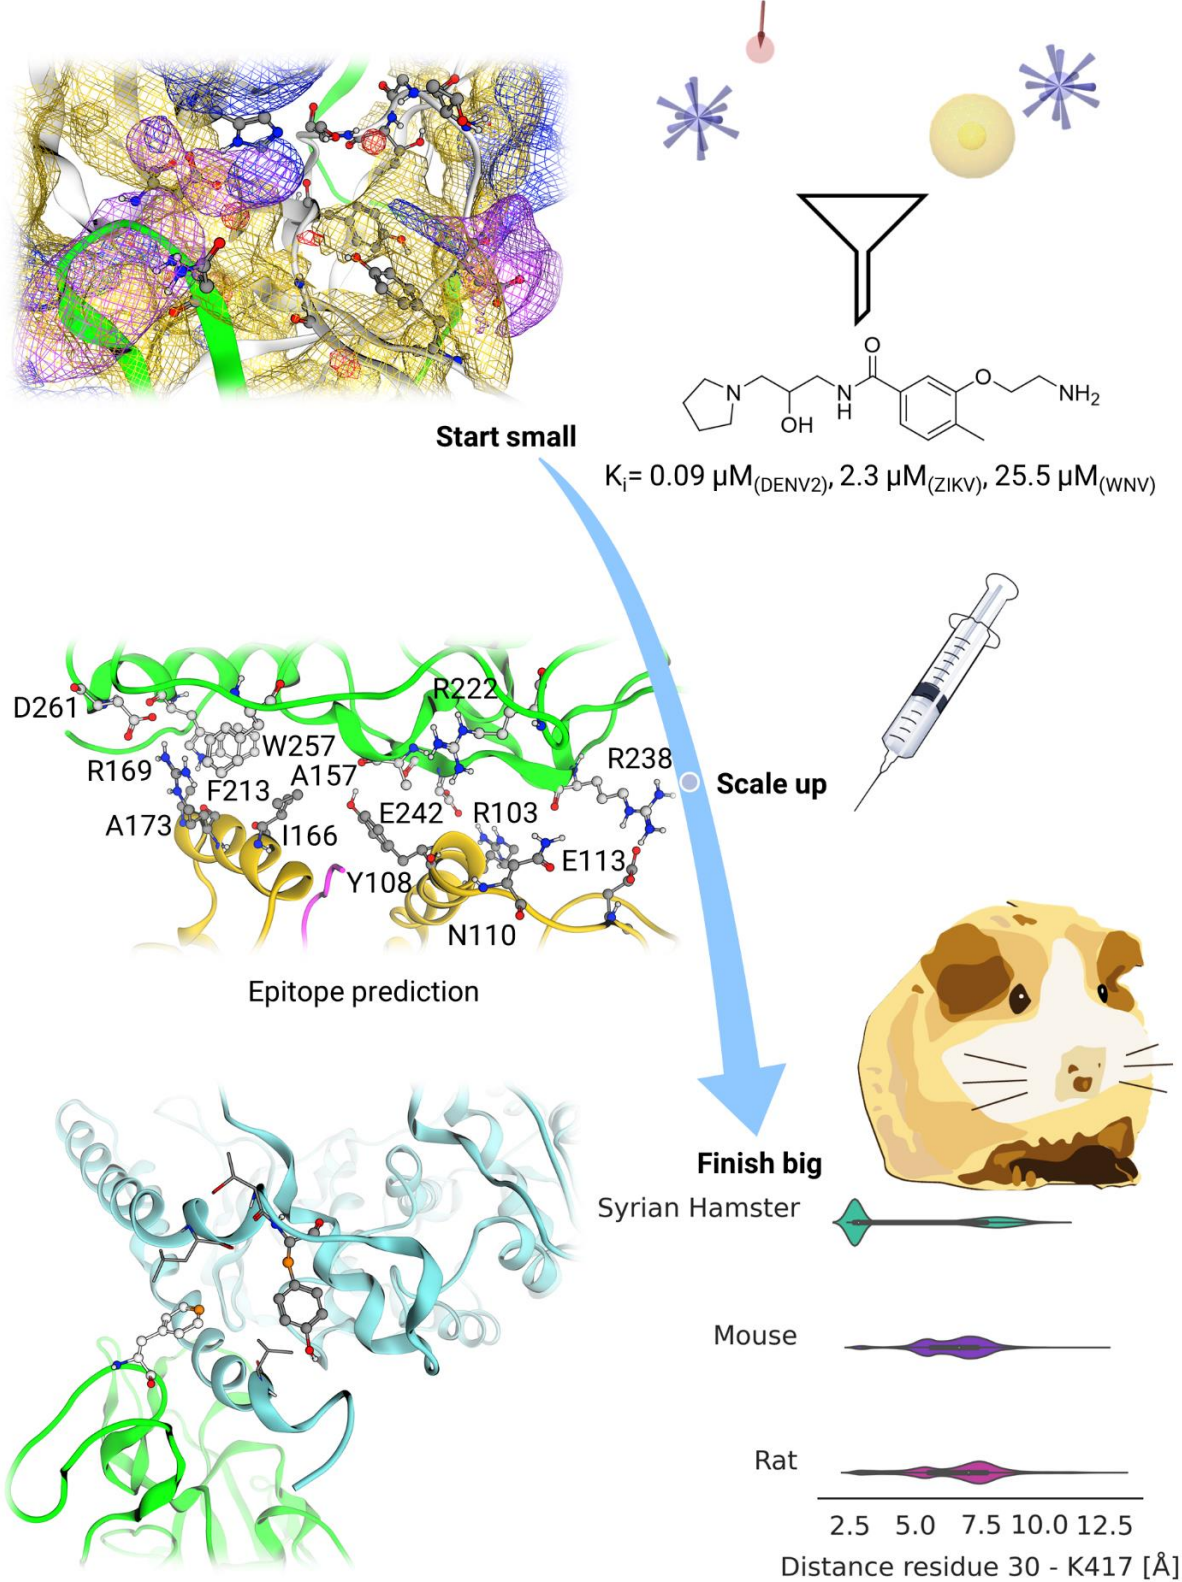 O
N
N
H
OH
O
NH₂
Start small
Kᵢ= 0.09 µM(DENV2), 2.3 µM(ZIKV), 25.5 µM(WNV)
D261
R222
W257
R169
A157
R238
F213
Scale up
E242
R103
A173
I166
E113
Y108
N110
Epitope prediction
Finish big
Syrian Hamster
Mouse
Rat
2.5 5.0 7.5 10.0 12.5
Distance residue 30 - K417 [Å]